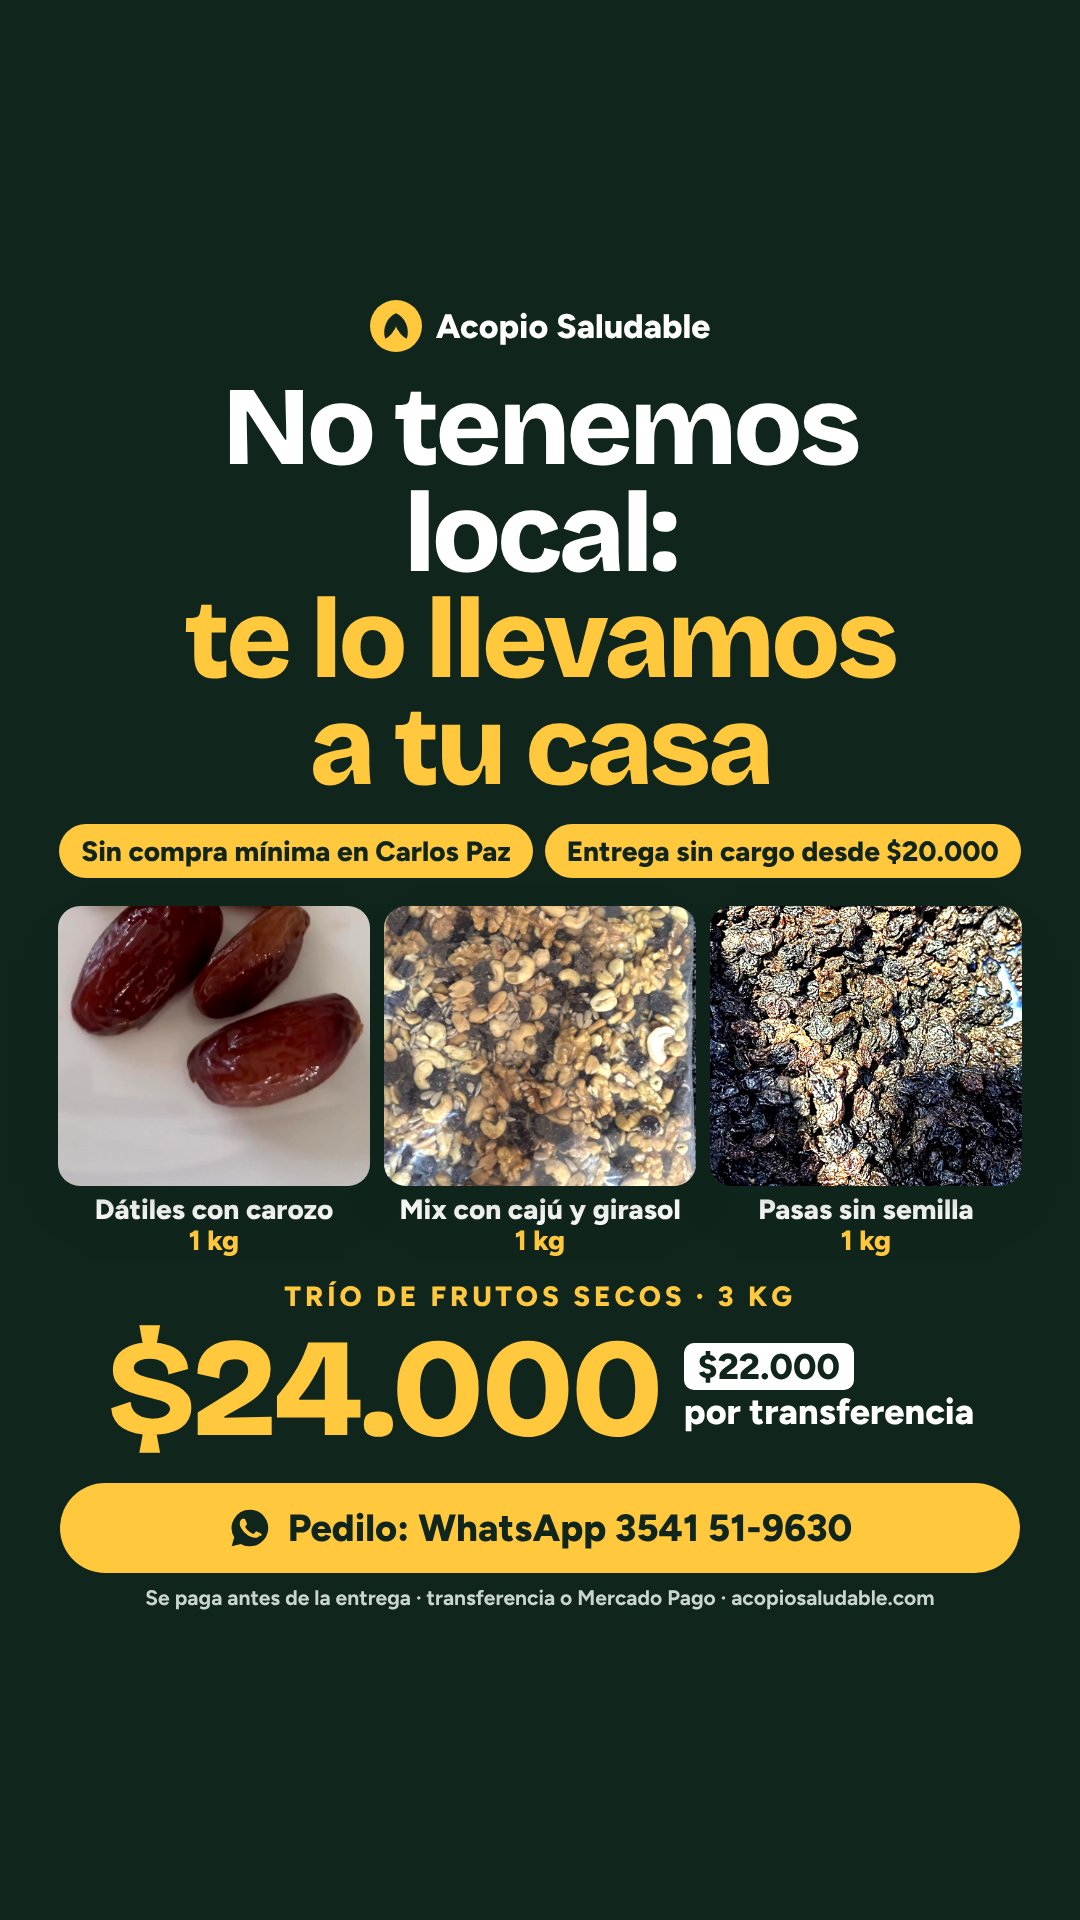 Acopio Saludable
No tenemos
local:
te lo llevamos
a tu casa
Sin compra mínima en Carlos Paz
Entrega sin cargo desde $20.000
Dátiles con carozo
1 kg
Mix con cajú y girasol
1 kg
Pasas sin semilla
1 kg
TRÍO DE FRUTOS SECOS · 3 KG
$24.000
$22.000
por transferencia
Pedilo: WhatsApp 3541 51-9630
Se paga antes de la entrega · transferencia o Mercado Pago · acopiosaludable.com